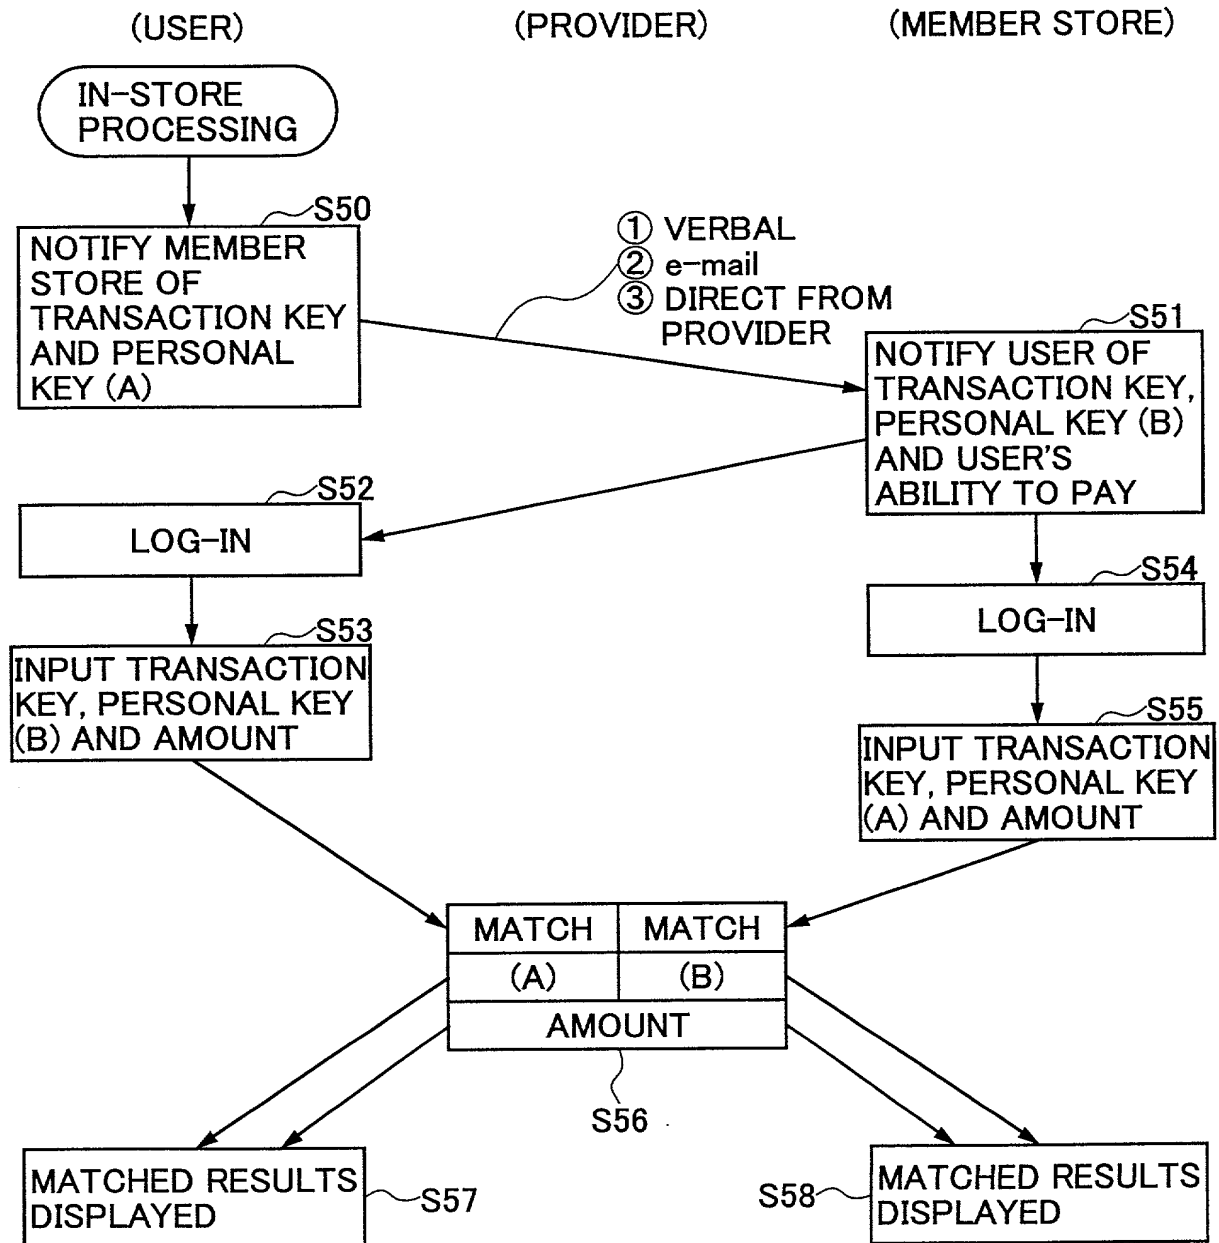 (USER)
(PROVIDER)
(MEMBER STORE)
IN-STORE
PROCESSING
S50
NOTIFY MEMBER
STORE OF
TRANSACTION KEY
AND PERSONAL
KEY (A)
① VERBAL
② e-mail
③ DIRECT FROM
PROVIDER
S51
NOTIFY USER OF
TRANSACTION KEY,
PERSONAL KEY (B)
AND USER'S
ABILITY TO PAY
S52
LOG-IN
S54
LOG-IN
S53
INPUT TRANSACTION
KEY, PERSONAL KEY
(B) AND AMOUNT
S55
INPUT TRANSACTION
KEY, PERSONAL KEY
(A) AND AMOUNT
MATCH
MATCH
(A)
(B)
AMOUNT
S56
MATCHED RESULTS
DISPLAYED
S57
S58
MATCHED RESULTS
DISPLAYED